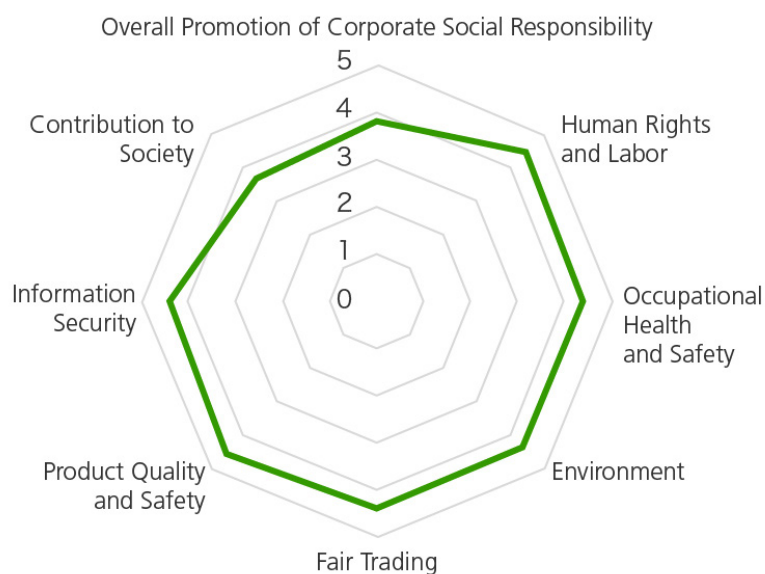 Overall Promotion of Corporate Social Responsibility
5
4
3
2
1
0
Human Rights
and Labor
Occupational
Health
and Safety
Environment
Fair Trading
Product Quality
and Safety
Information
Security
Contribution to
Society